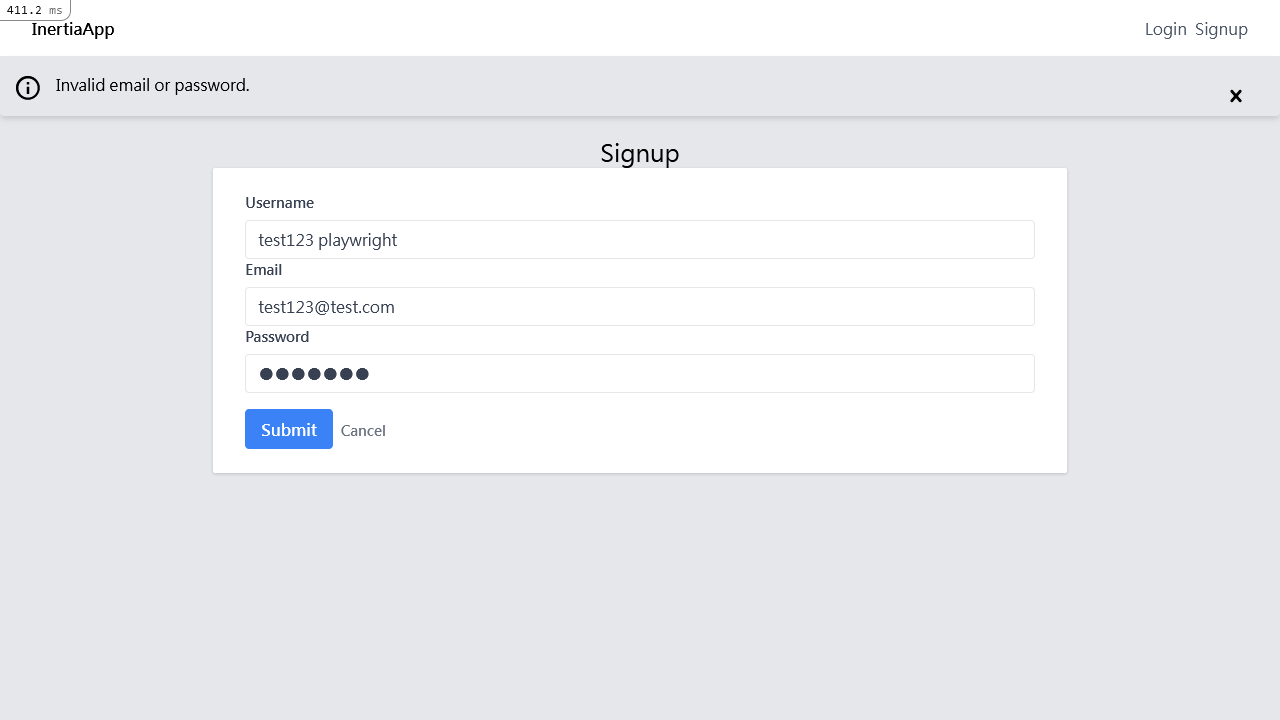 411.2 ms
InertiaApp
Login Signup
Invalid email or password.
Signup
Username
test123 playwright
Email
test123@test.com
Password
●●●●●●●
Submit Cancel